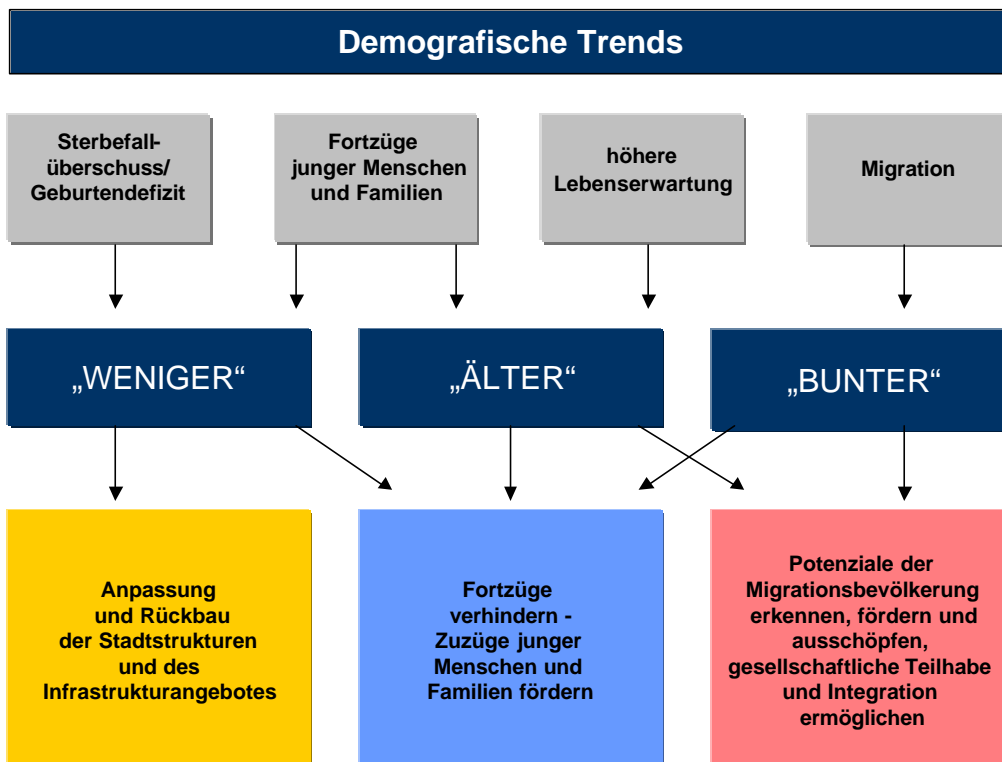 Demografische Trends
Sterbefall-
überschuss/
Geburtendefizit
Fortzüge
junger Menschen
und Familien
höhere
Lebenserwartung
Migration
„WENIGER“
„ÄLTER“
„BUNTER“
Anpassung
und Rückbau
der Stadtstrukturen
und des
Infrastrukturangebotes
Fortzüge
verhindern -
Zuzüge junger
Menschen und
Familien fördern
Potenziale der
Migrationsbevölkerung
erkennen, fördern und
ausschöpfen,
gesellschaftliche Teilhabe
und Integration
ermöglichen